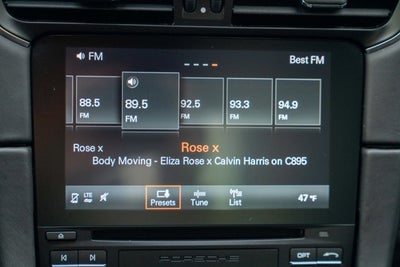 FM
Best FM
88.5 89.5 92.5 93.3 94.9
FM FM FM FM FM
Rose x Rose x
Body Moving - Eliza Rose x Calvin Harris on C895
LTE Presets Tune List 47 °F
PORSCHE
OPT